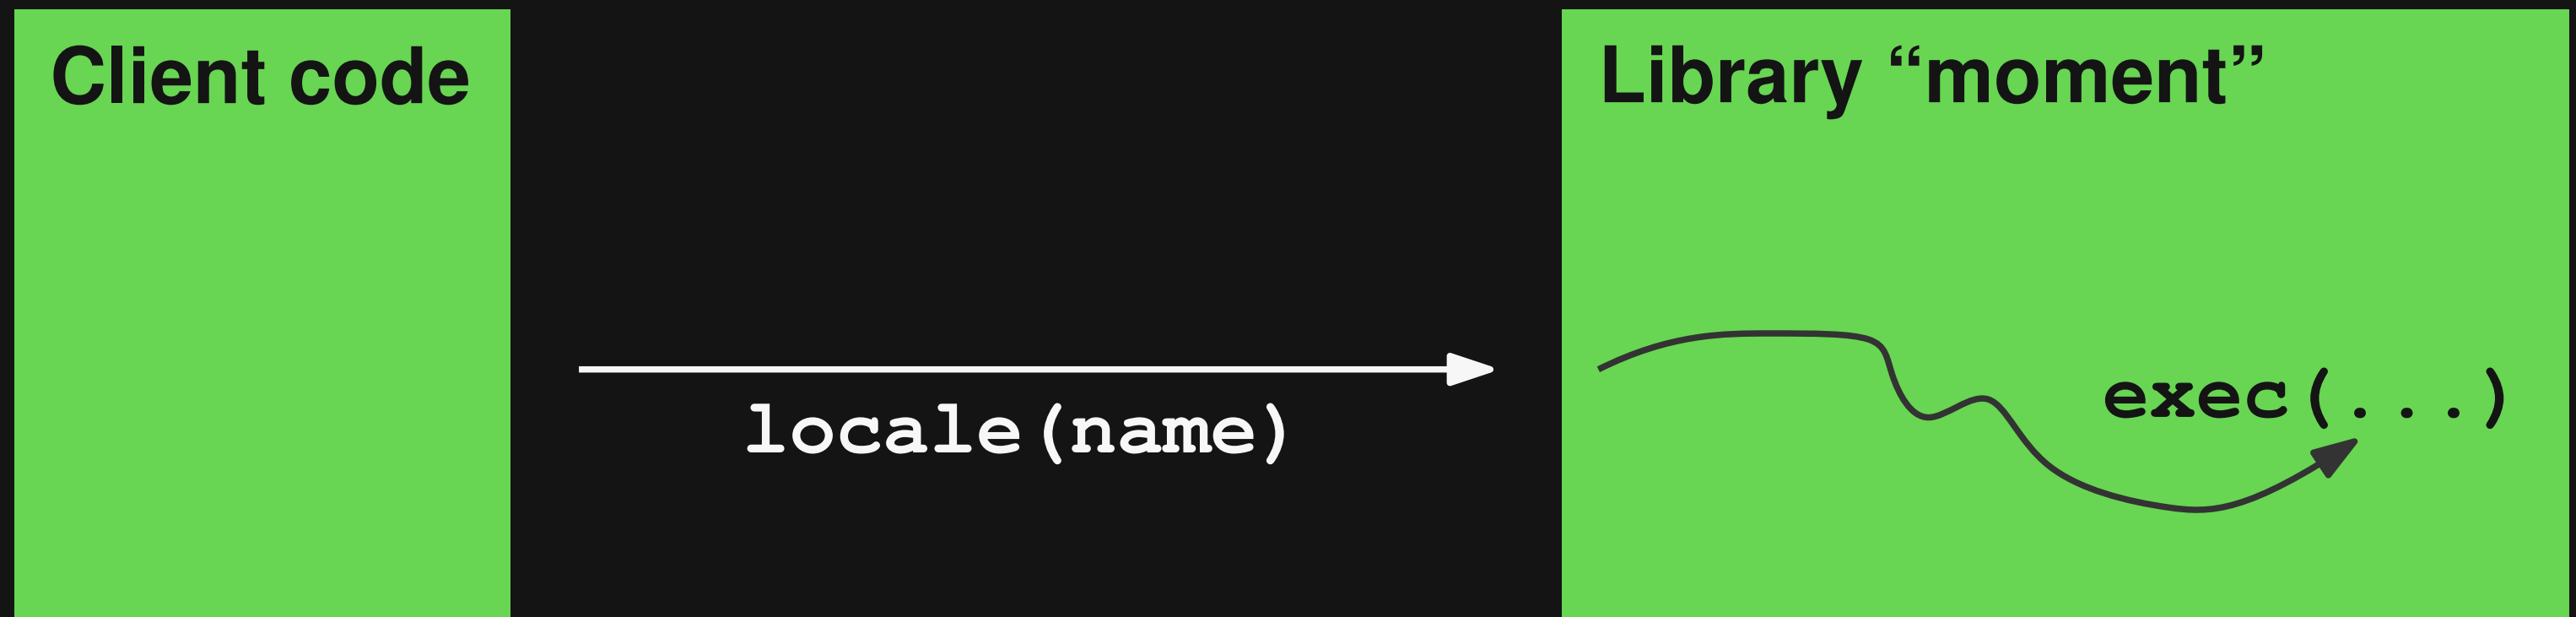 Client code
Library “moment”
locale(name)
exec(...)